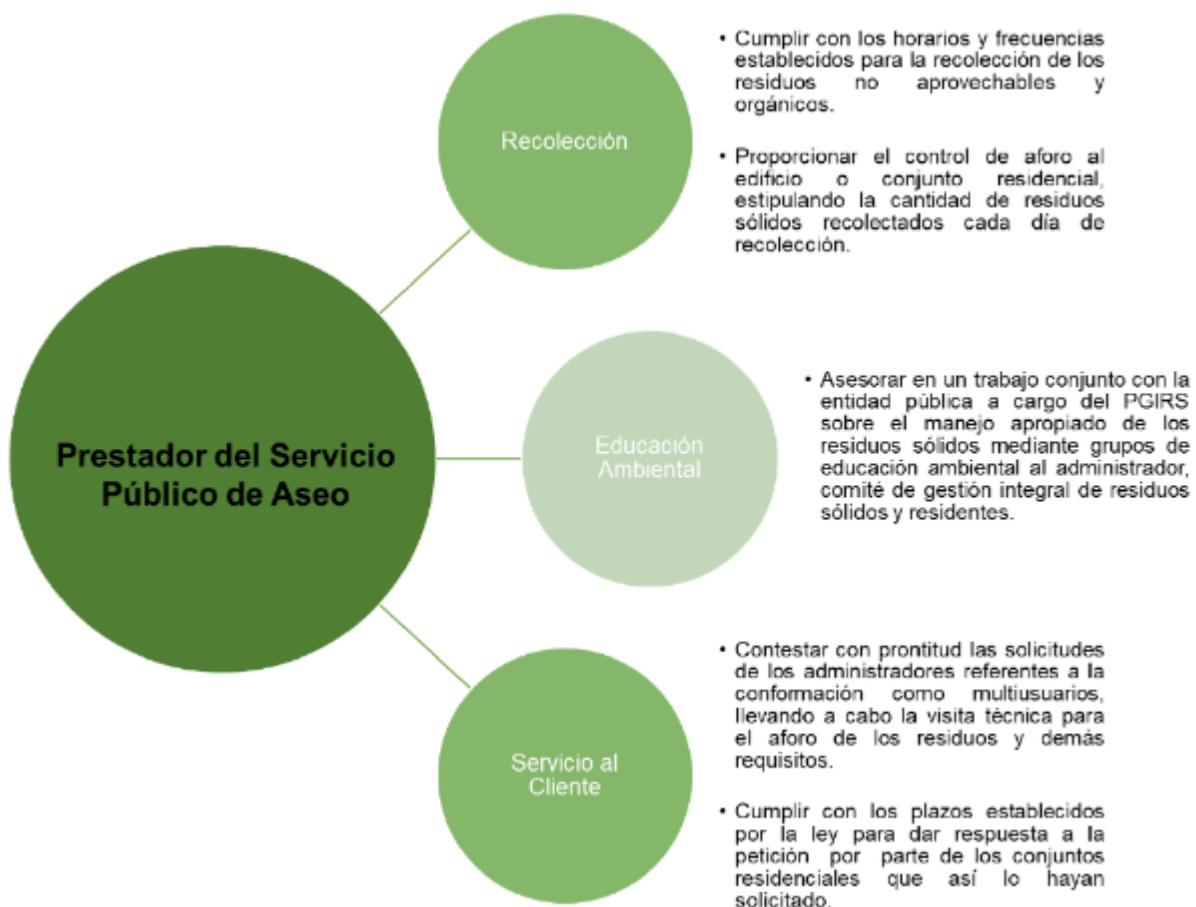 Prestador del Servicio
Público de Aseo
Recolección
• Cumplir con los horarios y frecuencias
establecidos para la recolección de los
residuos no aprovechables y
orgánicos.
• Proporcionar el control de aforo al
edificio o conjunto residencial,
estipulando la cantidad de residuos
sólidos recolectados cada día de
recolección.
Educación
Ambiental
• Asesorar en un trabajo conjunto con la
entidad pública a cargo del PGIRS
sobre el manejo apropiado de los
residuos sólidos mediante grupos de
educación ambiental al administrador,
comité de gestión integral de residuos
sólidos y residentes.
Servicio al
Cliente
• Contestar con prontitud las solicitudes
de los administradores referentes a la
conformación como multiusuarios,
llevando a cabo la visita técnica para
el aforo de los residuos y demás
requisitos.
• Cumplir con los plazos establecidos
por la ley para dar respuesta a la
petición por parte de los conjuntos
residenciales que así lo hayan
solicitado.